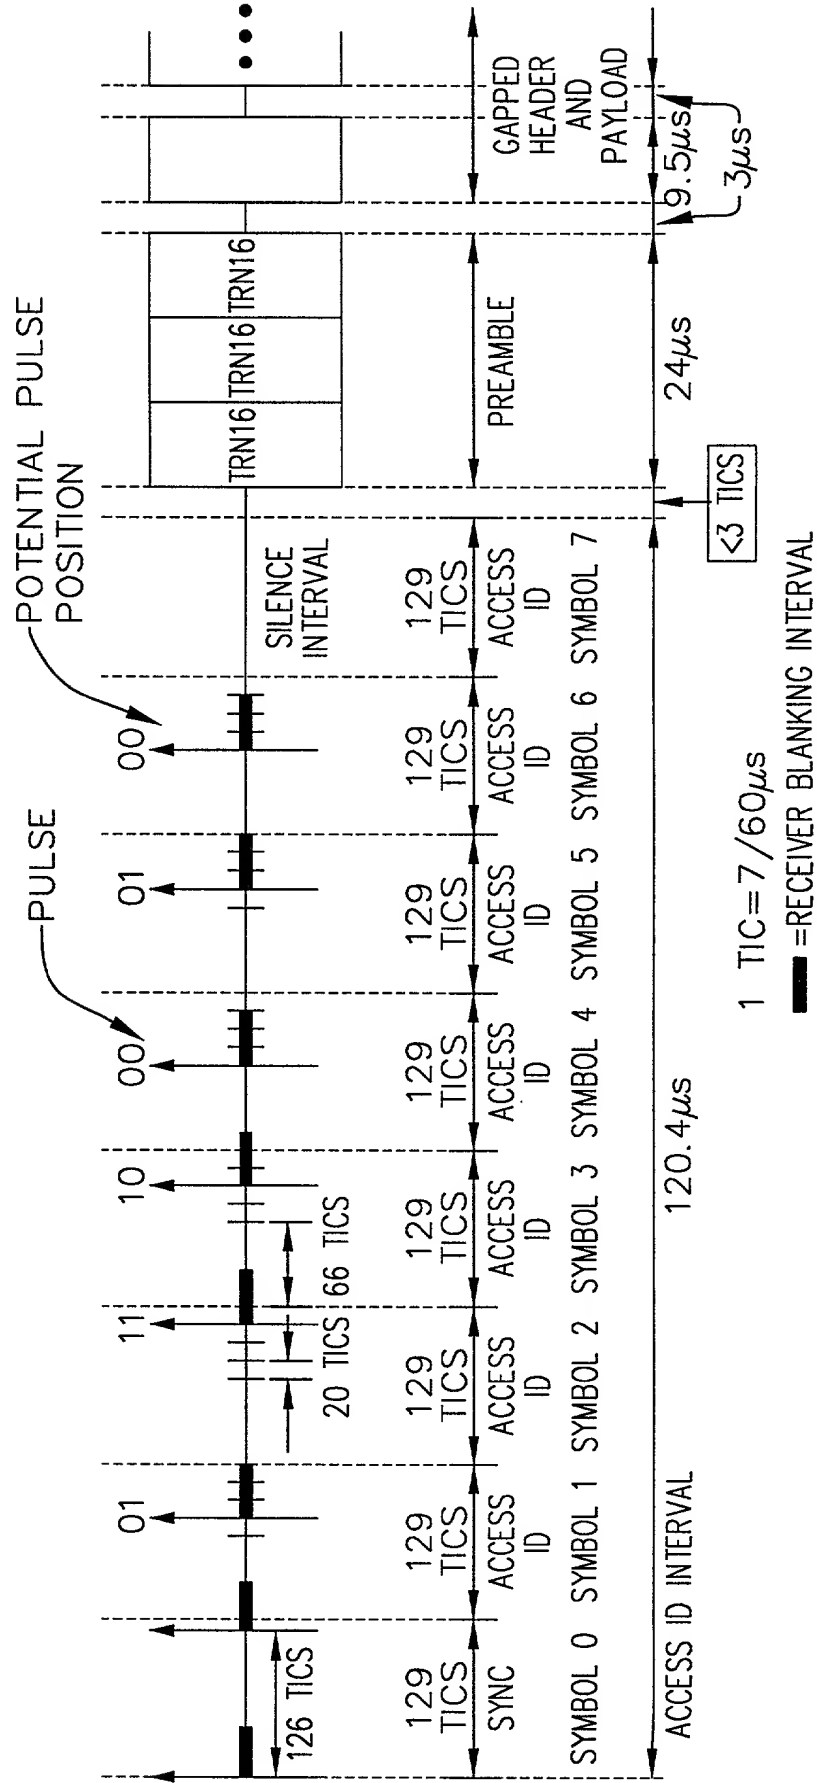 PULSE
POTENTIAL PULSE
POSITION
01
11
10
00
01
00
TRN16
TRN16
TRN16
126 TICS
20 TICS
66 TICS
SILENCE
INTERVAL
129
TICS
SYNC
129
TICS
ACCESS
ID
129
TICS
ACCESS
ID
129
TICS
ACCESS
ID
129
TICS
ACCESS
ID
129
TICS
ACCESS
ID
129
TICS
ACCESS
ID
129
TICS
ACCESS
ID
PREAMBLE
GAPPED
HEADER
AND
PAYLOAD
SYMBOL 0
SYMBOL 1
SYMBOL 2
SYMBOL 3
SYMBOL 4
SYMBOL 5
SYMBOL 6
SYMBOL 7
ACCESS ID INTERVAL
120.4µs
<3 TICS
24µs
9.5µs
3µs
1 TIC=7/60µs
=RECEIVER BLANKING INTERVAL